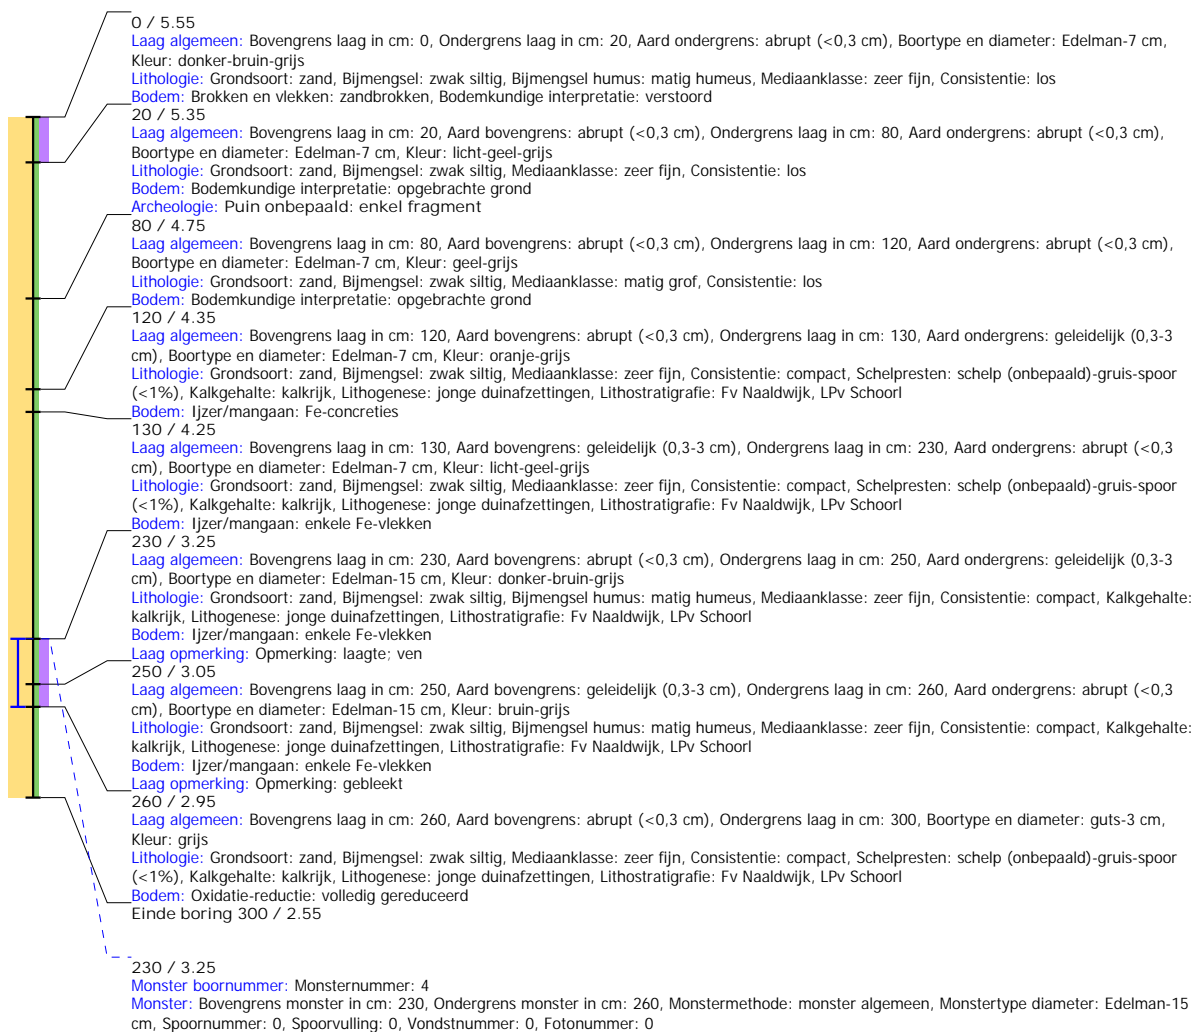 0 / 5.55
Laag algemeen: Bovengrens laag in cm: 0, Ondergrens laag in cm: 20, Aard ondergrens: abrupt (<0,3 cm), Boortype en diameter: Edelman-7 cm,
Kleur: donker-bruin-grijs
Lithologie: Grondsoort: zand, Bijmengsel: zwak siltig, Bijmengsel humus: matig humeus, Mediaanklasse: zeer fijn, Consistentie: los
Bodem: Brokken en vlekken: zandbrokken, Bodemkundige interpretatie: verstoord
20 / 5.35
Laag algemeen: Bovengrens laag in cm: 20, Aard bovengrens: abrupt (<0,3 cm), Ondergrens laag in cm: 80, Aard ondergrens: abrupt (<0,3 cm),
Boortype en diameter: Edelman-7 cm, Kleur: licht-geel-grijs
Lithologie: Grondsoort: zand, Bijmengsel: zwak siltig, Mediaanklasse: zeer fijn, Consistentie: los
Bodem: Bodemkundige interpretatie: opgebrachte grond
Archeologie: Puin onbepaald: enkel fragment
80 / 4.75
Laag algemeen: Bovengrens laag in cm: 80, Aard bovengrens: abrupt (<0,3 cm), Ondergrens laag in cm: 120, Aard ondergrens: abrupt (<0,3 cm),
Boortype en diameter: Edelman-7 cm, Kleur: geel-grijs
Lithologie: Grondsoort: zand, Bijmengsel: zwak siltig, Mediaanklasse: matig grof, Consistentie: los
Bodem: Bodemkundige interpretatie: opgebrachte grond
120 / 4.35
Laag algemeen: Bovengrens laag in cm: 120, Aard bovengrens: abrupt (<0,3 cm), Ondergrens laag in cm: 130, Aard ondergrens: geleidelijk (0,3-3
cm), Boortype en diameter: Edelman-7 cm, Kleur: oranje-grijs
Lithologie: Grondsoort: zand, Bijmengsel: zwak siltig, Mediaanklasse: zeer fijn, Consistentie: compact, Schelpresten: schelp (onbepaald)-gruis-spoor
(<1%), Kalkgehalte: kalkrijk, Lithogenese: jonge duinafzettingen, Lithostratigrafie: Fv Naaldwijk, LPv Schoorl
Bodem: Ijzer/mangaan: Fe-concreties
130 / 4.25
Laag algemeen: Bovengrens laag in cm: 130, Aard bovengrens: geleidelijk (0,3-3 cm), Ondergrens laag in cm: 230, Aard ondergrens: abrupt (<0,3
cm), Boortype en diameter: Edelman-7 cm, Kleur: licht-geel-grijs
Lithologie: Grondsoort: zand, Bijmengsel: zwak siltig, Mediaanklasse: zeer fijn, Consistentie: compact, Schelpresten: schelp (onbepaald)-gruis-spoor
(<1%), Kalkgehalte: kalkrijk, Lithogenese: jonge duinafzettingen, Lithostratigrafie: Fv Naaldwijk, LPv Schoorl
Bodem: Ijzer/mangaan: enkele Fe-vlekken
230 / 3.25
Laag algemeen: Bovengrens laag in cm: 230, Aard bovengrens: abrupt (<0,3 cm), Ondergrens laag in cm: 250, Aard ondergrens: geleidelijk (0,3-3
cm), Boortype en diameter: Edelman-15 cm, Kleur: donker-bruin-grijs
Lithologie: Grondsoort: zand, Bijmengsel: zwak siltig, Bijmengsel humus: matig humeus, Mediaanklasse: zeer fijn, Consistentie: compact, Kalkgehalte:
kalkrijk, Lithogenese: jonge duinafzettingen, Lithostratigrafie: Fv Naaldwijk, LPv Schoorl
Bodem: Ijzer/mangaan: enkele Fe-vlekken
Laag opmerking: Opmerking: laagte; ven
250 / 3.05
Laag algemeen: Bovengrens laag in cm: 250, Aard bovengrens: geleidelijk (0,3-3 cm), Ondergrens laag in cm: 260, Aard ondergrens: abrupt (<0,3
cm), Boortype en diameter: Edelman-15 cm, Kleur: bruin-grijs
Lithologie: Grondsoort: zand, Bijmengsel: zwak siltig, Bijmengsel humus: matig humeus, Mediaanklasse: zeer fijn, Consistentie: compact, Kalkgehalte:
kalkrijk, Lithogenese: jonge duinafzettingen, Lithostratigrafie: Fv Naaldwijk, LPv Schoorl
Bodem: Ijzer/mangaan: enkele Fe-vlekken
Laag opmerking: Opmerking: gebleekt
260 / 2.95
Laag algemeen: Bovengrens laag in cm: 260, Aard bovengrens: abrupt (<0,3 cm), Ondergrens laag in cm: 300, Boortype en diameter: guts-3 cm,
Kleur: grijs
Lithologie: Grondsoort: zand, Bijmengsel: zwak siltig, Mediaanklasse: zeer fijn, Consistentie: compact, Schelpresten: schelp (onbepaald)-gruis-spoor
(<1%), Kalkgehalte: kalkrijk, Lithogenese: jonge duinafzettingen, Lithostratigrafie: Fv Naaldwijk, LPv Schoorl
Bodem: Oxidatie-reductie: volledig gereduceerd
Einde boring 300 / 2.55
230 / 3.25
Monster boornummer: Monsternummer: 4
Monster: Bovengrens monster in cm: 230, Ondergrens monster in cm: 260, Monstermethode: monster algemeen, Monstertype diameter: Edelman-15
cm, Spoornummer: 0, Spoorvulling: 0, Vondstnummer: 0, Fotonummer: 0